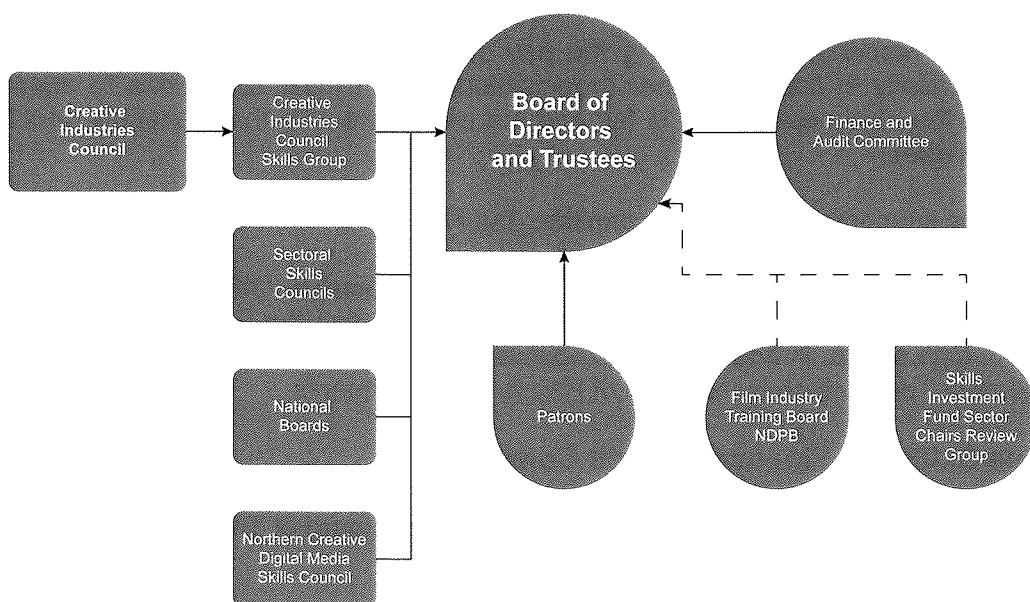 Creative
Industries
Council
Creative
Industries
Council
Skills Group
Board of
Directors
and Trustees
Finance and
Audit Committee
Sectoral
Skills
Councils
National
Boards
Patrons
Film Industry
Training Board
NDPB
Skills
Investment
Fund Sector
Chairs Review
Group
Northern Creative
Digital Media
Skills Council